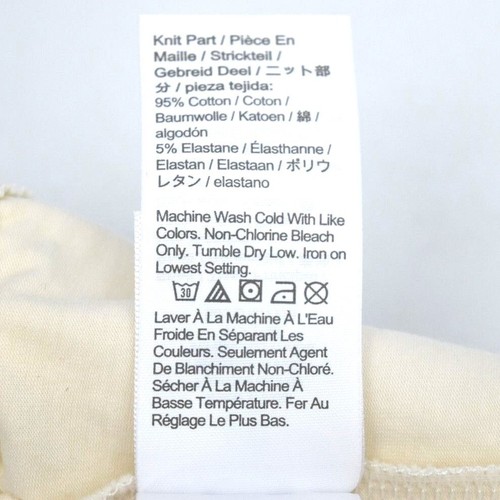 Knit Part / Pièce En
Maille / Strickteil /
Gebreid Deel / ニット部
分 / pieza tejida:
95% Cotton / Coton /
Baumwolle / Katoen / 綿 /
algodón
5% Elastane / Élasthanne /
Elastan / Elastaan / ポリウ
レタン / elastano
Machine Wash Cold With Like
Colors. Non-Chlorine Bleach
Only. Tumble Dry Low. Iron on
Lowest Setting.
30
Laver À La Machine À L'Eau
Froide En Séparant Les
Couleurs. Seulement Agent
De Blanchiment Non-Chloré.
Sécher À La Machine À
Basse Température. Fer Au
Réglage Le Plus Bas.